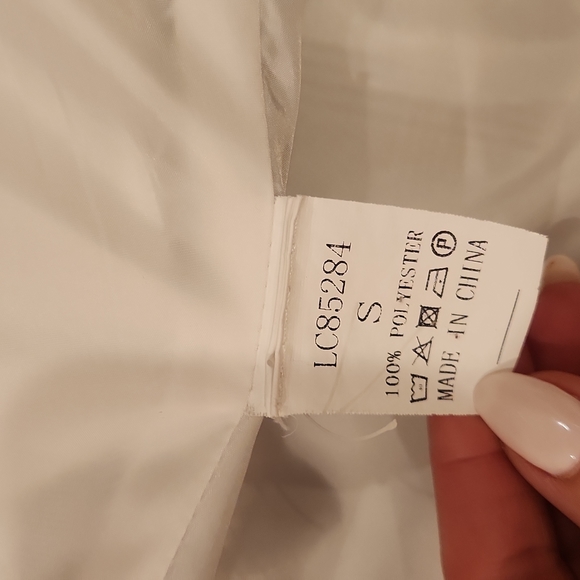 LC85284
S
100% POLYESTER
P
MADE IN CHINA